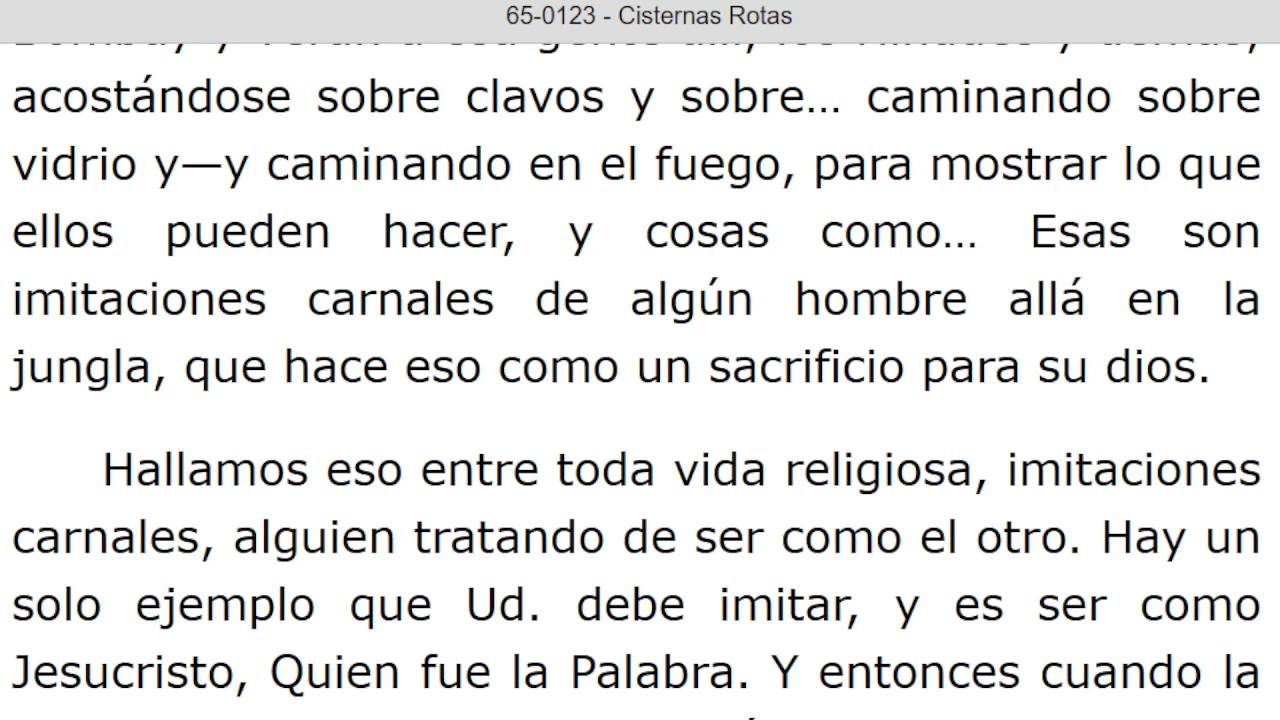 65-0123 - Cisternas Rotas
acostándose sobre clavos y sobre… caminando sobre
vidrio y—y caminando en el fuego, para mostrar lo que
ellos pueden hacer, y cosas como… Esas son
imitaciones carnales de algún hombre allá en la
jungla, que hace eso como un sacrificio para su dios.
Hallamos eso entre toda vida religiosa, imitaciones
carnales, alguien tratando de ser como el otro. Hay un
solo ejemplo que Ud. debe imitar, y es ser como
Jesucristo, Quien fue la Palabra. Y entonces cuando la